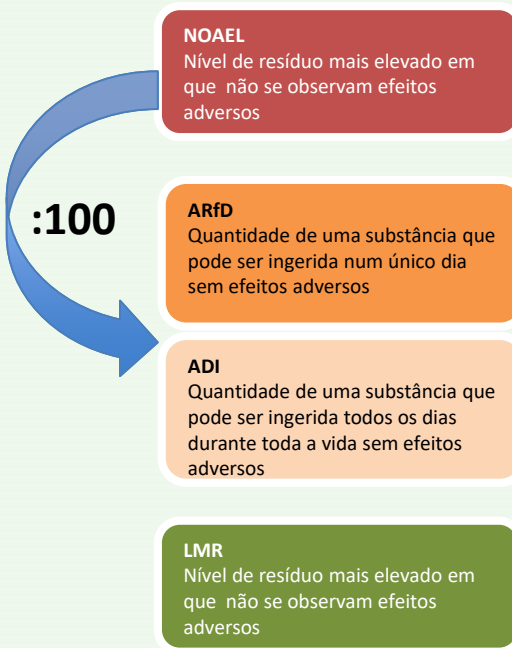 NOAEL
Nível de resíduo mais elevado em
que não se observam efeitos
adversos
:100
ARfD
Quantidade de uma substância que
pode ser ingerida num único dia
sem efeitos adversos
ADI
Quantidade de uma substância que
pode ser ingerida todos os dias
durante toda a vida sem efeitos
adversos
LMR
Nível de resíduo mais elevado em
que não se observam efeitos
adversos